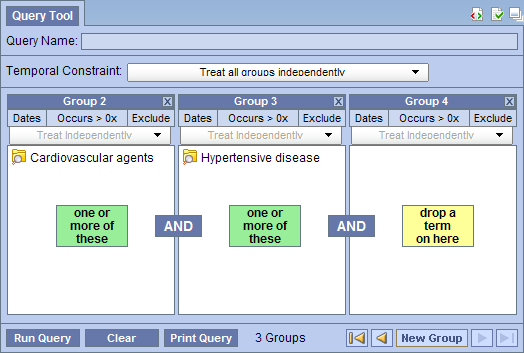 Query Tool
Query Name:
Temporal Constraint: Treat all groups independently
Group 2 X Group 3 X Group 4 X
Dates Occurs > 0x Exclude Dates Occurs > 0x Exclude Dates Occurs > 0x Exclude
Treat Independently Treat Independently Treat Independently
Cardiovascular agents Hypertensive disease
one or
more of
these
AND
one or
more of
these
AND
drop a
term
on here
Run Query Clear Print Query 3 Groups New Group